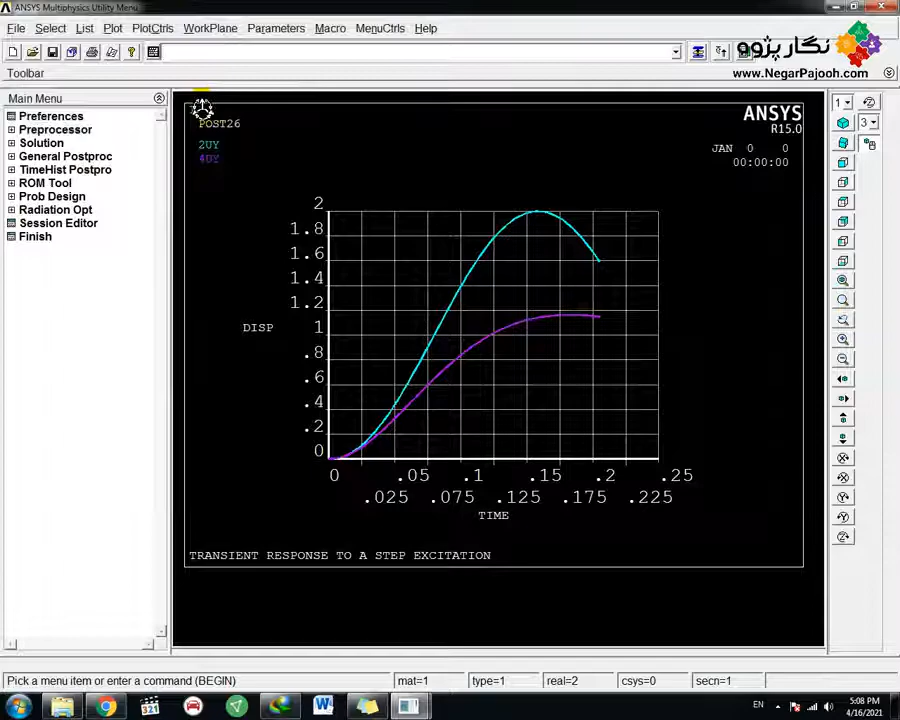 ANSYS Multiphysics Utility Menu
File Select List Plot PlotCtrls WorkPlane Parameters Macro MenuCtrls Help
نگار پژوه
www.NegarPajooh.com
Toolbar
Main Menu
Preferences
Preprocessor
Solution
General Postproc
TimeHist Postpro
ROM Tool
Prob Design
Radiation Opt
Session Editor
Finish
POST26
2UY
4UY
ANSYS
R15.0
JAN 0 0
00:00:00
2
1.8
1.6
1.4
1.2
1
.8
.6
.4
.2
0
DISP
0 .05 .1 .15 .2 .25
.025 .075 .125 .175 .225
TIME
TRANSIENT RESPONSE TO A STEP EXCITATION
1
3
Pick a menu item or enter a command (BEGIN)
mat=1 type=1 real=2 csys=0 secn=1
321
EN
5:08 PM
4/16/2021